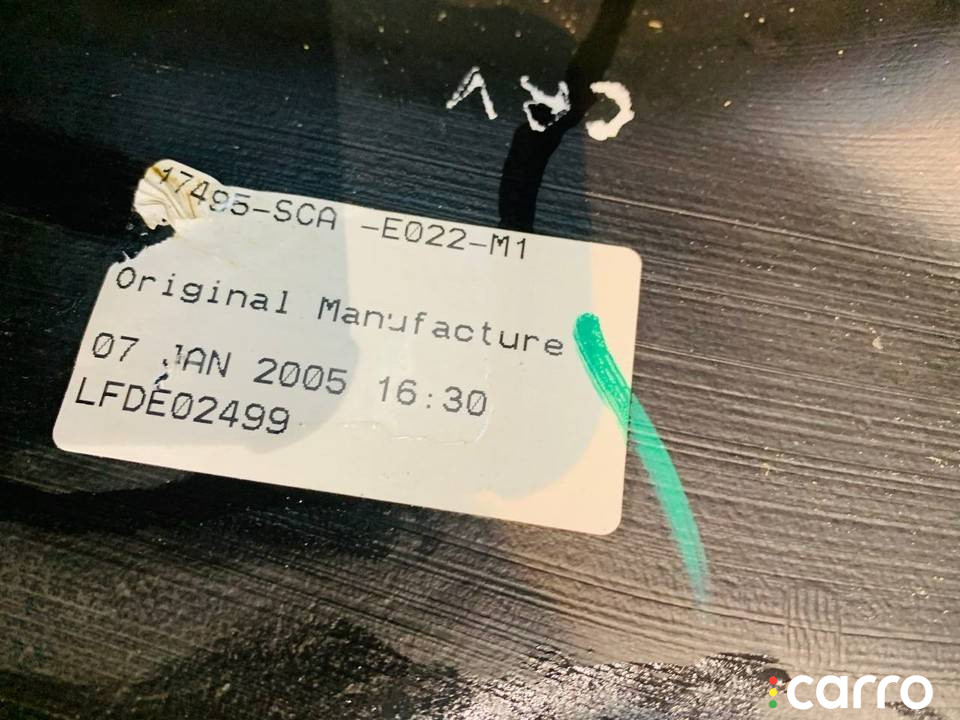 CRV
17495-SCA -E022-M1
Original Manufacture
07 JAN 2005 16:30
LFDE02499
carro